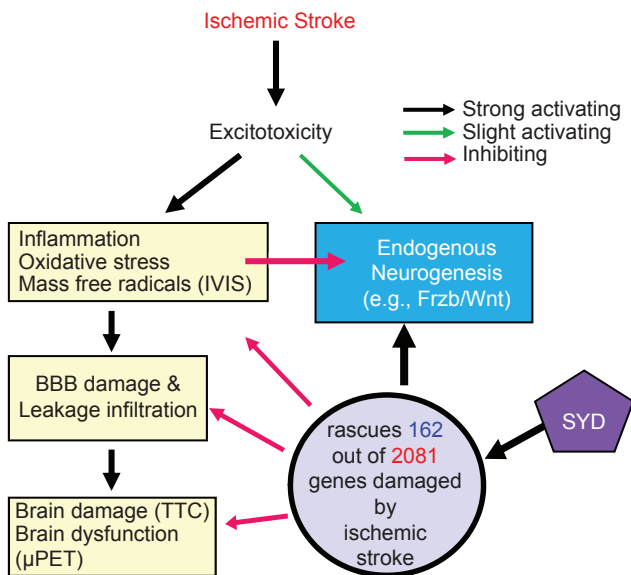 Ischemic Stroke
Excitotoxicity
Strong activating
Slight activating
Inhibiting
Inflammation
Oxidative stress
Mass free radicals (IVIS)
Endogenous
Neurogenesis
(e.g., Frzb/Wnt)
BBB damage &
Leakage infiltration
SYD
rascues 162
out of 2081
genes damaged
by
ischemic
stroke
Brain damage (TTC)
Brain dysfunction
(µPET)